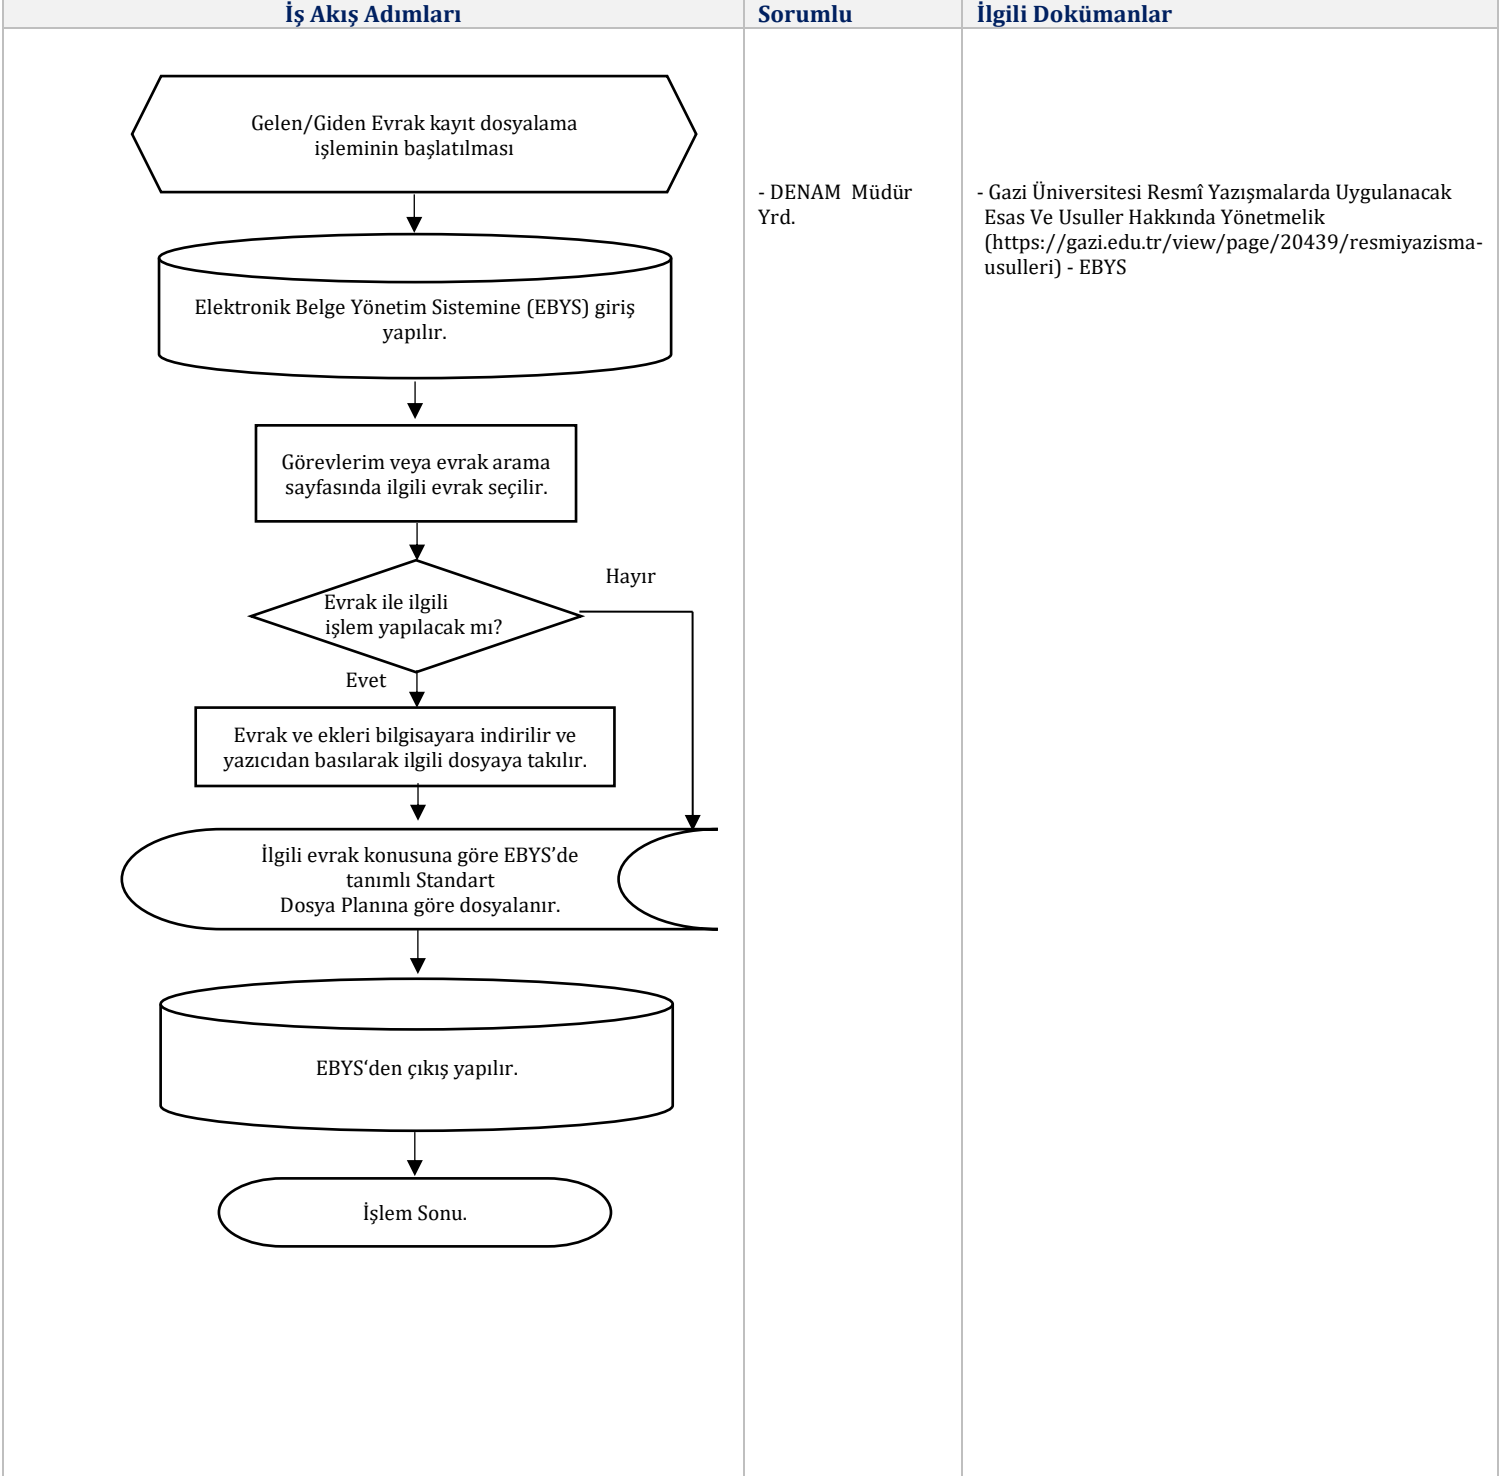 İş Akış Adımları
Sorumlu
İlgili Dokümanlar
Gelen/Giden Evrak kayıt dosyalama
işleminin başlatılması
- DENAM  Müdür
Yrd.
- Gazi Üniversitesi Resmî Yazışmalarda Uygulanacak
Esas Ve Usuller Hakkında Yönetmelik
(https://gazi.edu.tr/view/page/20439/resmiyazisma-
usulleri) - EBYS
Elektronik Belge Yönetim Sistemine (EBYS) giriş
yapılır.
Görevlerim veya evrak arama
sayfasında ilgili evrak seçilir.
Hayır
Evrak ile ilgili
işlem yapılacak mı?
Evet
Evrak ve ekleri bilgisayara indirilir ve
yazıcıdan basılarak ilgili dosyaya takılır.
İlgili evrak konusuna göre EBYS’de
tanımlı Standart
Dosya Planına göre dosyalanır.
EBYS‘den çıkış yapılır.
İşlem Sonu.